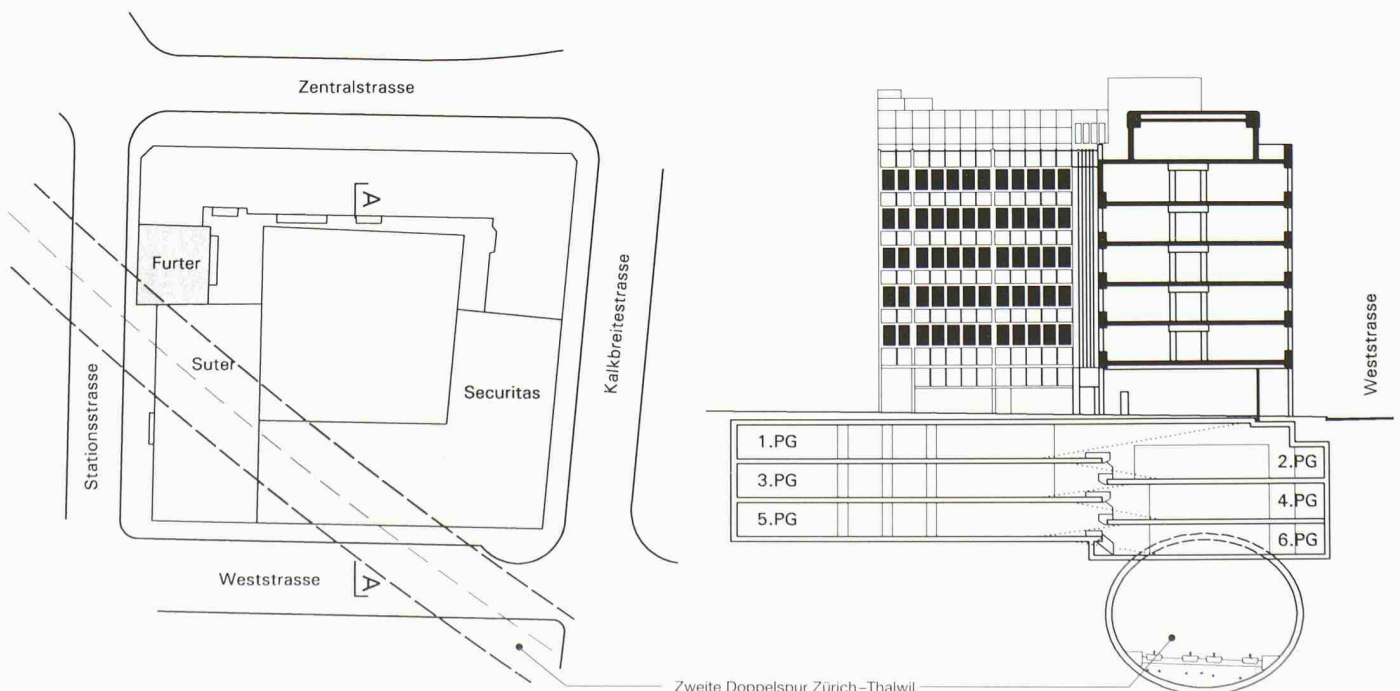 Zentralstrasse
A
Furter
Suter
Securitas
Stationsstrasse
Kalkbreitestrasse
Weststrasse
A
Weststrasse
1.PG
2.PG
3.PG
4.PG
5.PG
6.PG
Zweite Doppelspur Zürich–Thalwil